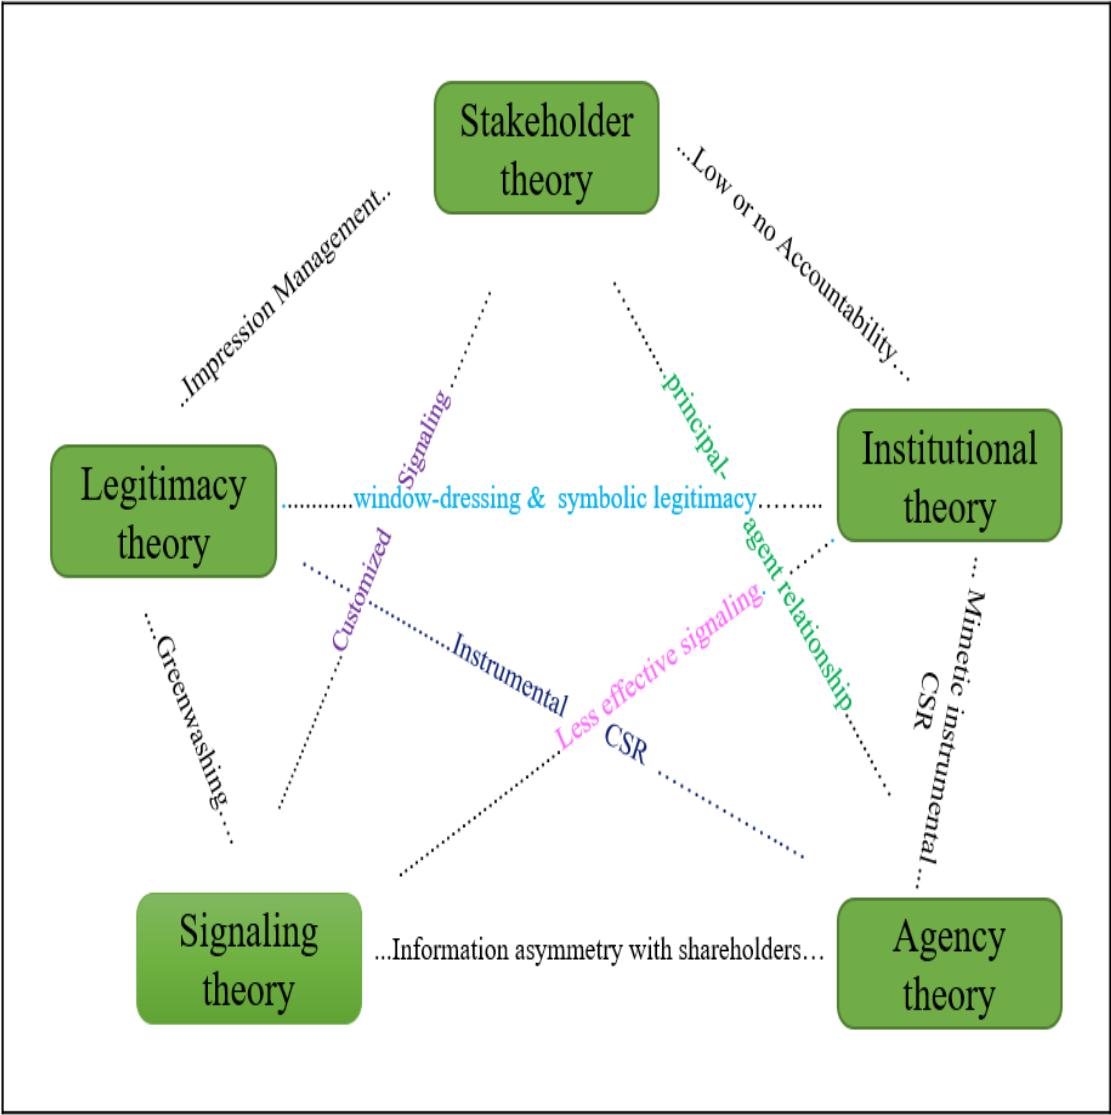 Stakeholder
theory
...Low or no Accountability...
..Impression Management..
Customized Signaling
principal-
agent relationship
Legitimacy
theory
window-dressing & symbolic legitimacy
Institutional
theory
Less effective signaling
Instrumental CSR
...Mimetic instrumental...
CSR
....Greenwashing....
Signaling
theory
...Information asymmetry with shareholders...
Agency
theory